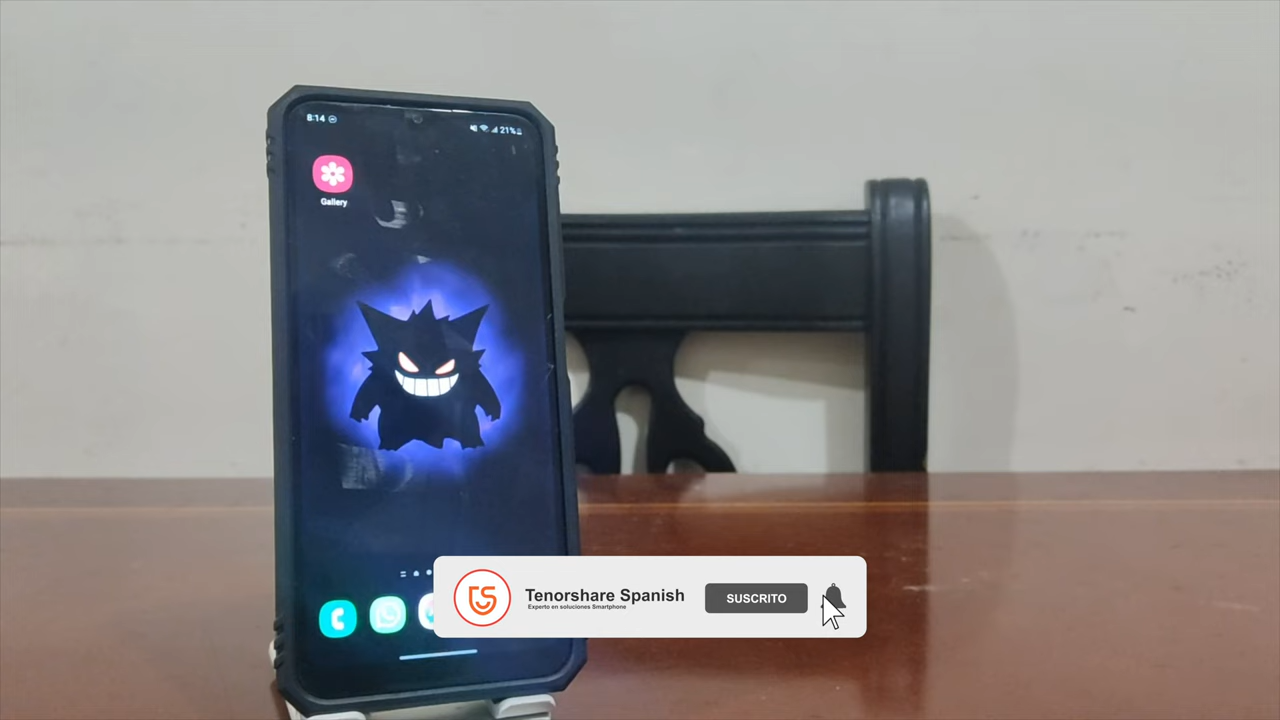 8:14
21%
Gallery
Tenorshare Spanish
Experto en soluciones Smartphone
SUSCRITO